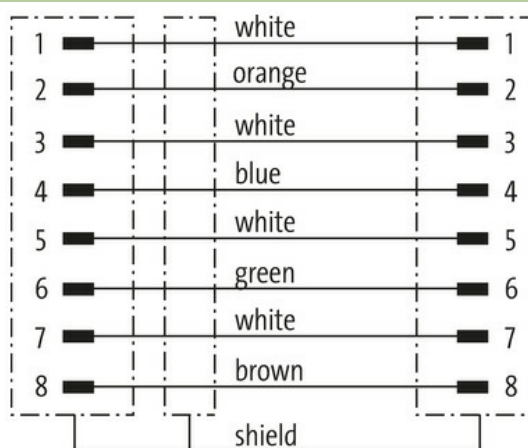 1 white 1
2 orange 2
3 white 3
4 blue 4
5 white 5
6 green 6
7 white 7
8 brown 8
shield